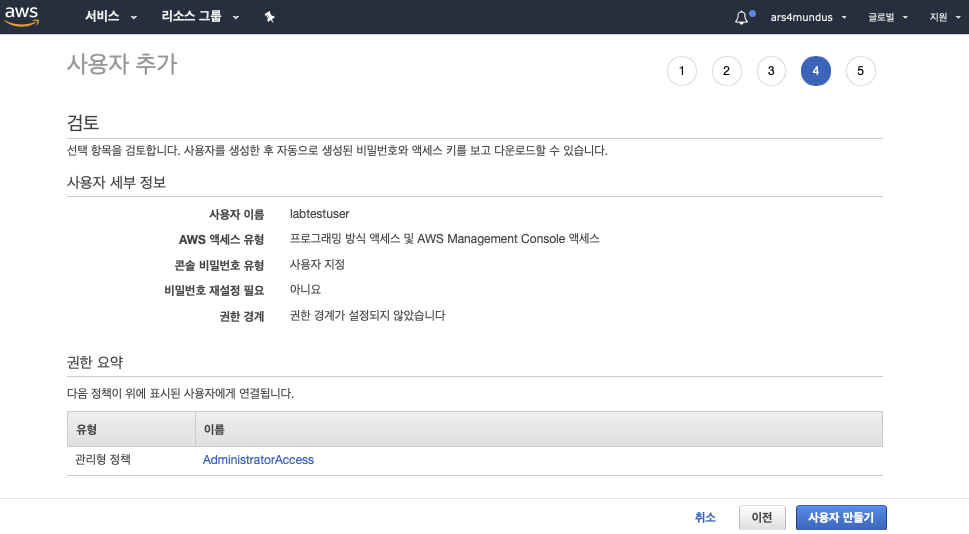 aws 서비스 리소스 그룹 ars4mundus 글로벌 지원
사용자 추가 1 2 3 4 5
검토
선택 항목을 검토합니다. 사용자를 생성한 후 자동으로 생성된 비밀번호와 액세스 키를 보고 다운로드할 수 있습니다.
사용자 세부 정보
사용자 이름 labtestuser
AWS 액세스 유형 프로그래밍 방식 액세스 및 AWS Management Console 액세스
콘솔 비밀번호 유형 사용자 지정
비밀번호 재설정 필요 아니요
권한 경계 권한 경계가 설정되지 않았습니다
권한 요약
다음 정책이 위에 표시된 사용자에게 연결됩니다.
유형 이름
관리형 정책 AdministratorAccess
취소 이전 사용자 만들기